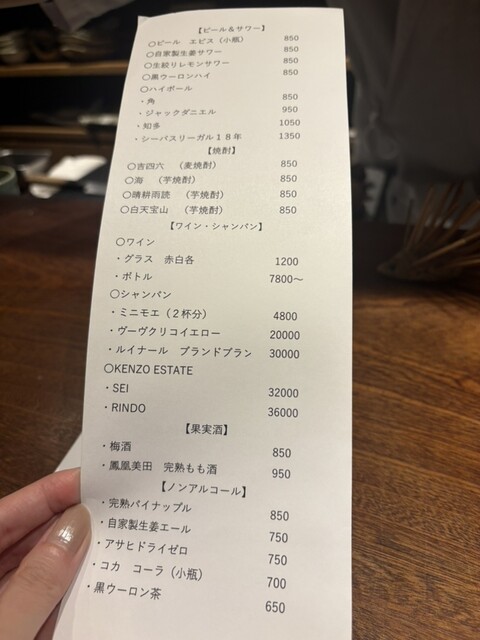 【ビール＆サワー】
〇ビール　エビス（小瓶） 850
〇自家製生姜サワー 850
〇生絞りレモンサワー 850
〇黒ウーロンハイ 850
〇ハイボール
・角 850
・ジャックダニエル 950
・知多 1050
・シーバスリーガル１８年 1350
【焼酎】
〇吉四六　（麦焼酎） 850
〇海　（芋焼酎） 850
〇晴耕雨読　（芋焼酎） 850
〇白天宝山　（芋焼酎） 850
【ワイン・シャンパン】
〇ワイン
・グラス　赤白各 1200
・ボトル 7800～
〇シャンパン
・ミニモエ（２杯分） 4800
・ヴーヴクリコイエロー 20000
・ルイナール　ブランドブラン 30000
〇KENZO ESTATE
・SEI 32000
・RINDO 36000
【果実酒】
・梅酒 850
・鳳凰美田　完熟もも酒 950
【ノンアルコール】
・完熟パイナップル 850
・自家製生姜エール 750
・アサヒドライゼロ 750
・コカ　コーラ（小瓶） 700
・黒ウーロン茶 650